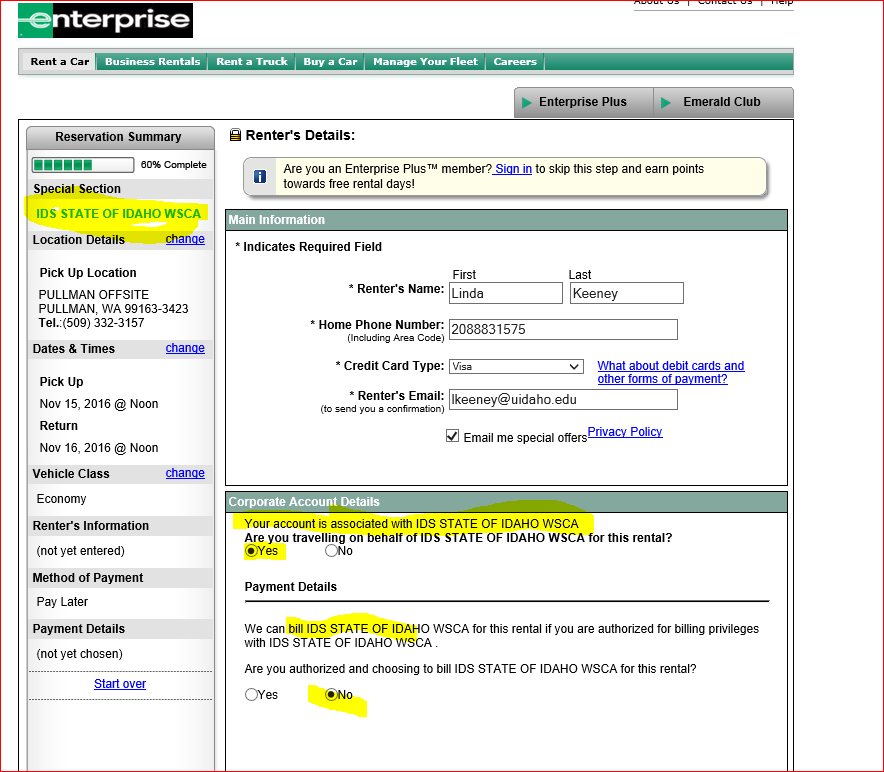 About Us | Contact Us | Help
enterprise
Rent a Car Business Rentals Rent a Truck Buy a Car Manage Your Fleet Careers
Enterprise Plus Emerald Club
Reservation Summary
60% Complete
Special Section
IDS STATE OF IDAHO WSCA
Location Details change
Pick Up Location
PULLMAN OFFSITE
PULLMAN, WA 99163-3423
Tel.:(509) 332-3157
Dates & Times change
Pick Up
Nov 15, 2016 @ Noon
Return
Nov 16, 2016 @ Noon
Vehicle Class change
Economy
Renter's Information
(not yet entered)
Method of Payment
Pay Later
Payment Details
(not yet chosen)
Start over
Renter's Details:
Are you an Enterprise Plus™ member? Sign in to skip this step and earn points
towards free rental days!
Main Information
* Indicates Required Field
First Last
* Renter's Name: Linda Keeney
* Home Phone Number: 2088831575
(Including Area Code)
* Credit Card Type: Visa What about debit cards and
other forms of payment?
* Renter's Email: lkeeney@uidaho.edu
(to send you a confirmation)
Email me special offers Privacy Policy
Corporate Account Details
Your account is associated with IDS STATE OF IDAHO WSCA
Are you travelling on behalf of IDS STATE OF IDAHO WSCA for this rental?
Yes No
Payment Details
We can bill IDS STATE OF IDAHO WSCA for this rental if you are authorized for billing privileges
with IDS STATE OF IDAHO WSCA .
Are you authorized and choosing to bill IDS STATE OF IDAHO WSCA for this rental?
Yes No